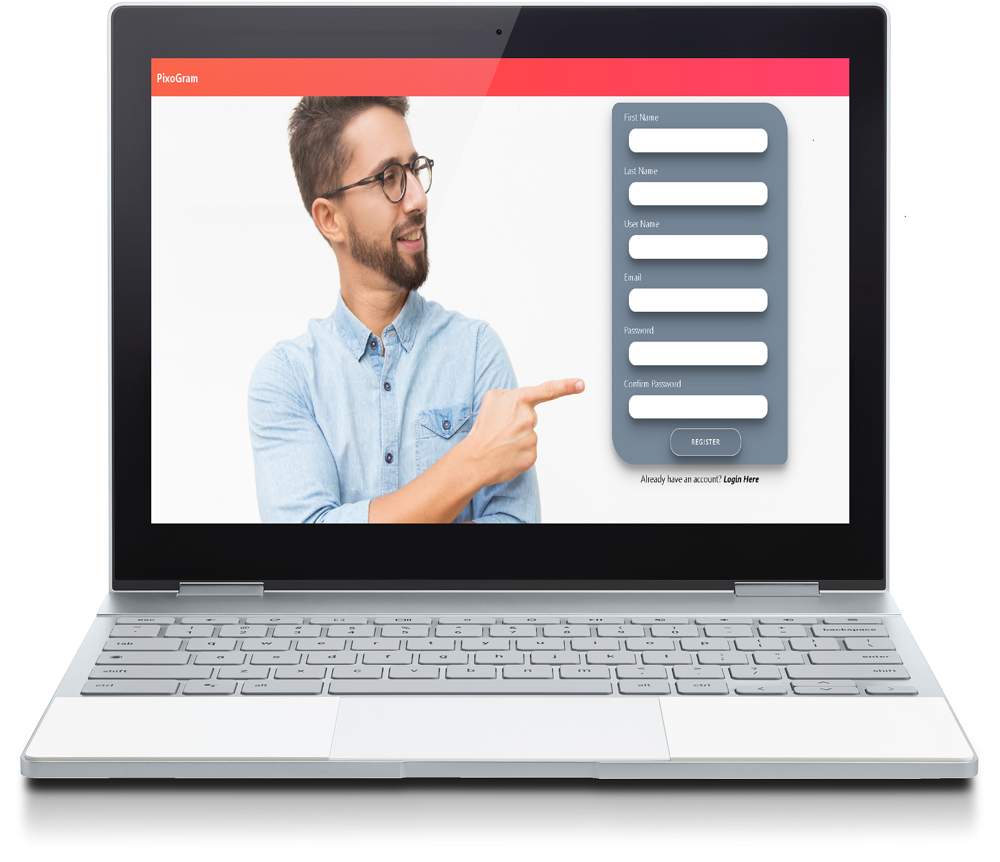 PixoGram
First Name
Last Name
User Name
Email
Password
Confirm Password
REGISTER
Already have an account? Login Here
esc
~ ! @ # $ % ^ & * ( ) - +
1 2 3 4 5 6 7 8 9 0 = backspace
tab q w e r t y u i o p { [ } ] | \
a s d f g h j k l : ; " ' enter
shift z x c v b n m < , > . ? / shift
ctrl alt alt ctrl